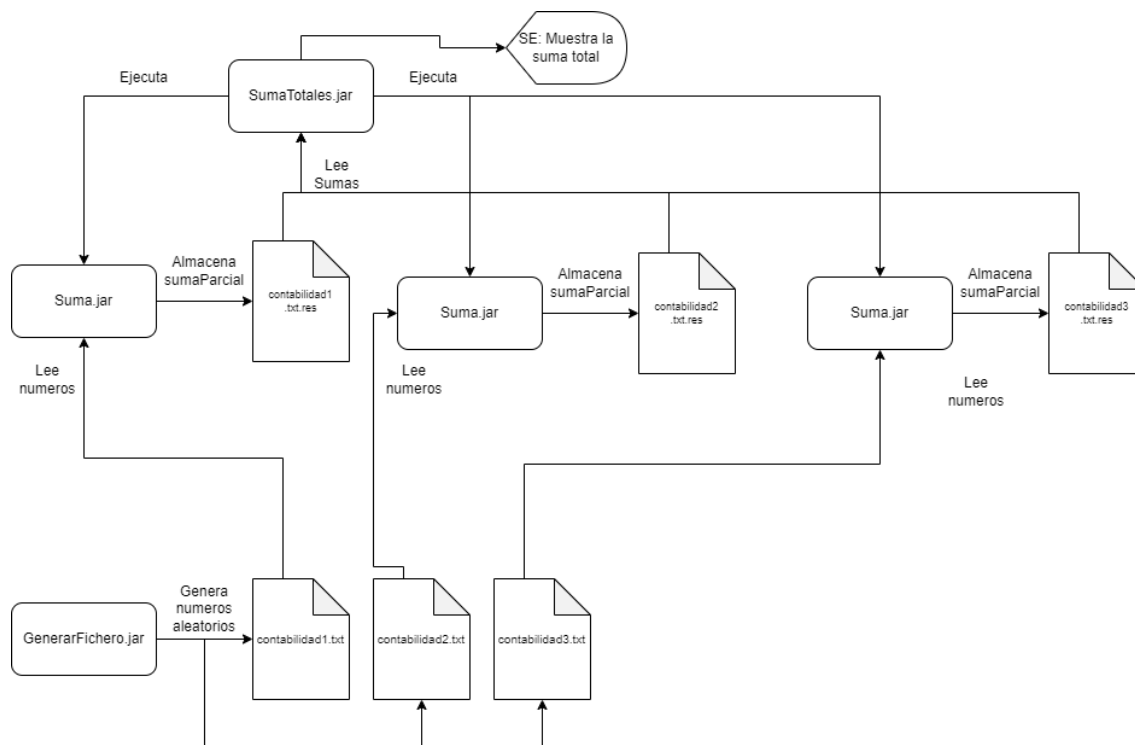 SE: Muestra la
suma total
Ejecuta
Ejecuta
SumaTotales.jar
Lee
Sumas
Almacena
sumaParcial
Almacena
sumaParcial
Almacena
sumaParcial
Suma.jar
contabilidad1
.txt.res
Suma.jar
contabilidad2
.txt.res
Suma.jar
contabilidad3
.txt.res
Lee
numeros
Lee
numeros
Lee
numeros
Genera
numeros
aleatorios
GenerarFichero.jar
contabilidad1.txt
contabilidad2.txt
contabilidad3.txt